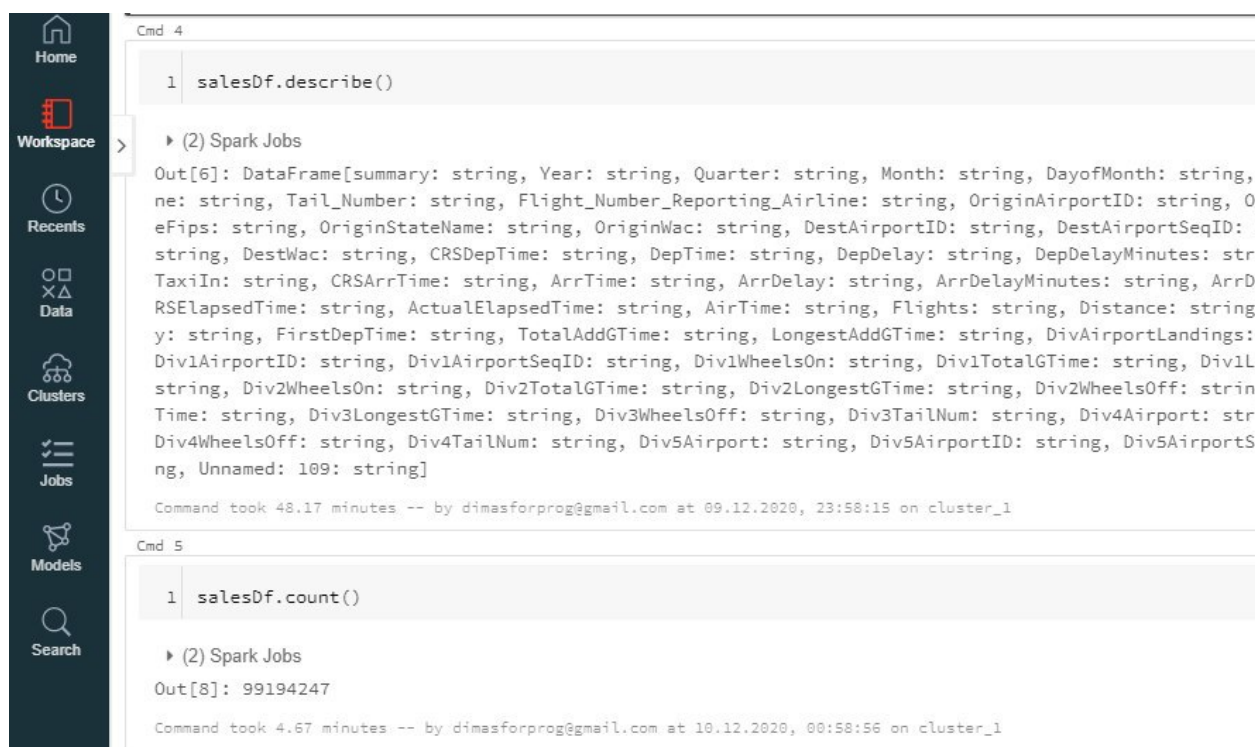 Home
Workspace
Recents
Data
Clusters
Jobs
Models
Search
Cmd 4
1 salesDf.describe()
(2) Spark Jobs
Out[6]: DataFrame[summary: string, Year: string, Quarter: string, Month: string, DayofMonth: string,
ne: string, Tail_Number: string, Flight_Number_Reporting_Airline: string, OriginAirportID: string, O
eFips: string, OriginStateName: string, OriginWac: string, DestAirportID: string, DestAirportSeqID:
string, DestWac: string, CRSDepTime: string, DepTime: string, DepDelay: string, DepDelayMinutes: str
TaxiIn: string, CRSArrTime: string, ArrTime: string, ArrDelay: string, ArrDelayMinutes: string, ArrD
RSElapsedTime: string, ActualElapsedTime: string, AirTime: string, Flights: string, Distance: string
y: string, FirstDepTime: string, TotalAddGTime: string, LongestAddGTime: string, DivAirportLandings:
Div1AirportID: string, Div1AirportSeqID: string, Div1WheelsOn: string, Div1TotalGTime: string, Div1L
string, Div2WheelsOn: string, Div2TotalGTime: string, Div2LongestGTime: string, Div2WheelsOff: strin
Time: string, Div3LongestGTime: string, Div3WheelsOff: string, Div3TailNum: string, Div4Airport: str
Div4WheelsOff: string, Div4TailNum: string, Div5Airport: string, Div5AirportID: string, Div5AirportS
ng, Unnamed: 109: string]
Command took 48.17 minutes -- by dimasforprog@gmail.com at 09.12.2020, 23:58:15 on cluster_1
Cmd 5
1 salesDf.count()
(2) Spark Jobs
Out[8]: 99194247
Command took 4.67 minutes -- by dimasforprog@gmail.com at 10.12.2020, 00:58:56 on cluster_1